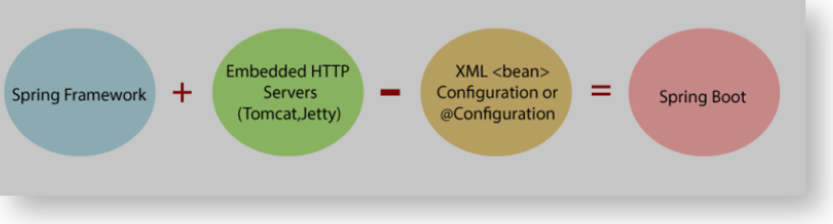 Spring Framework
+
Embedded HTTP
Servers
(Tomcat,Jetty)
-
XML <bean>
Configuration or
@Configuration
=
Spring Boot